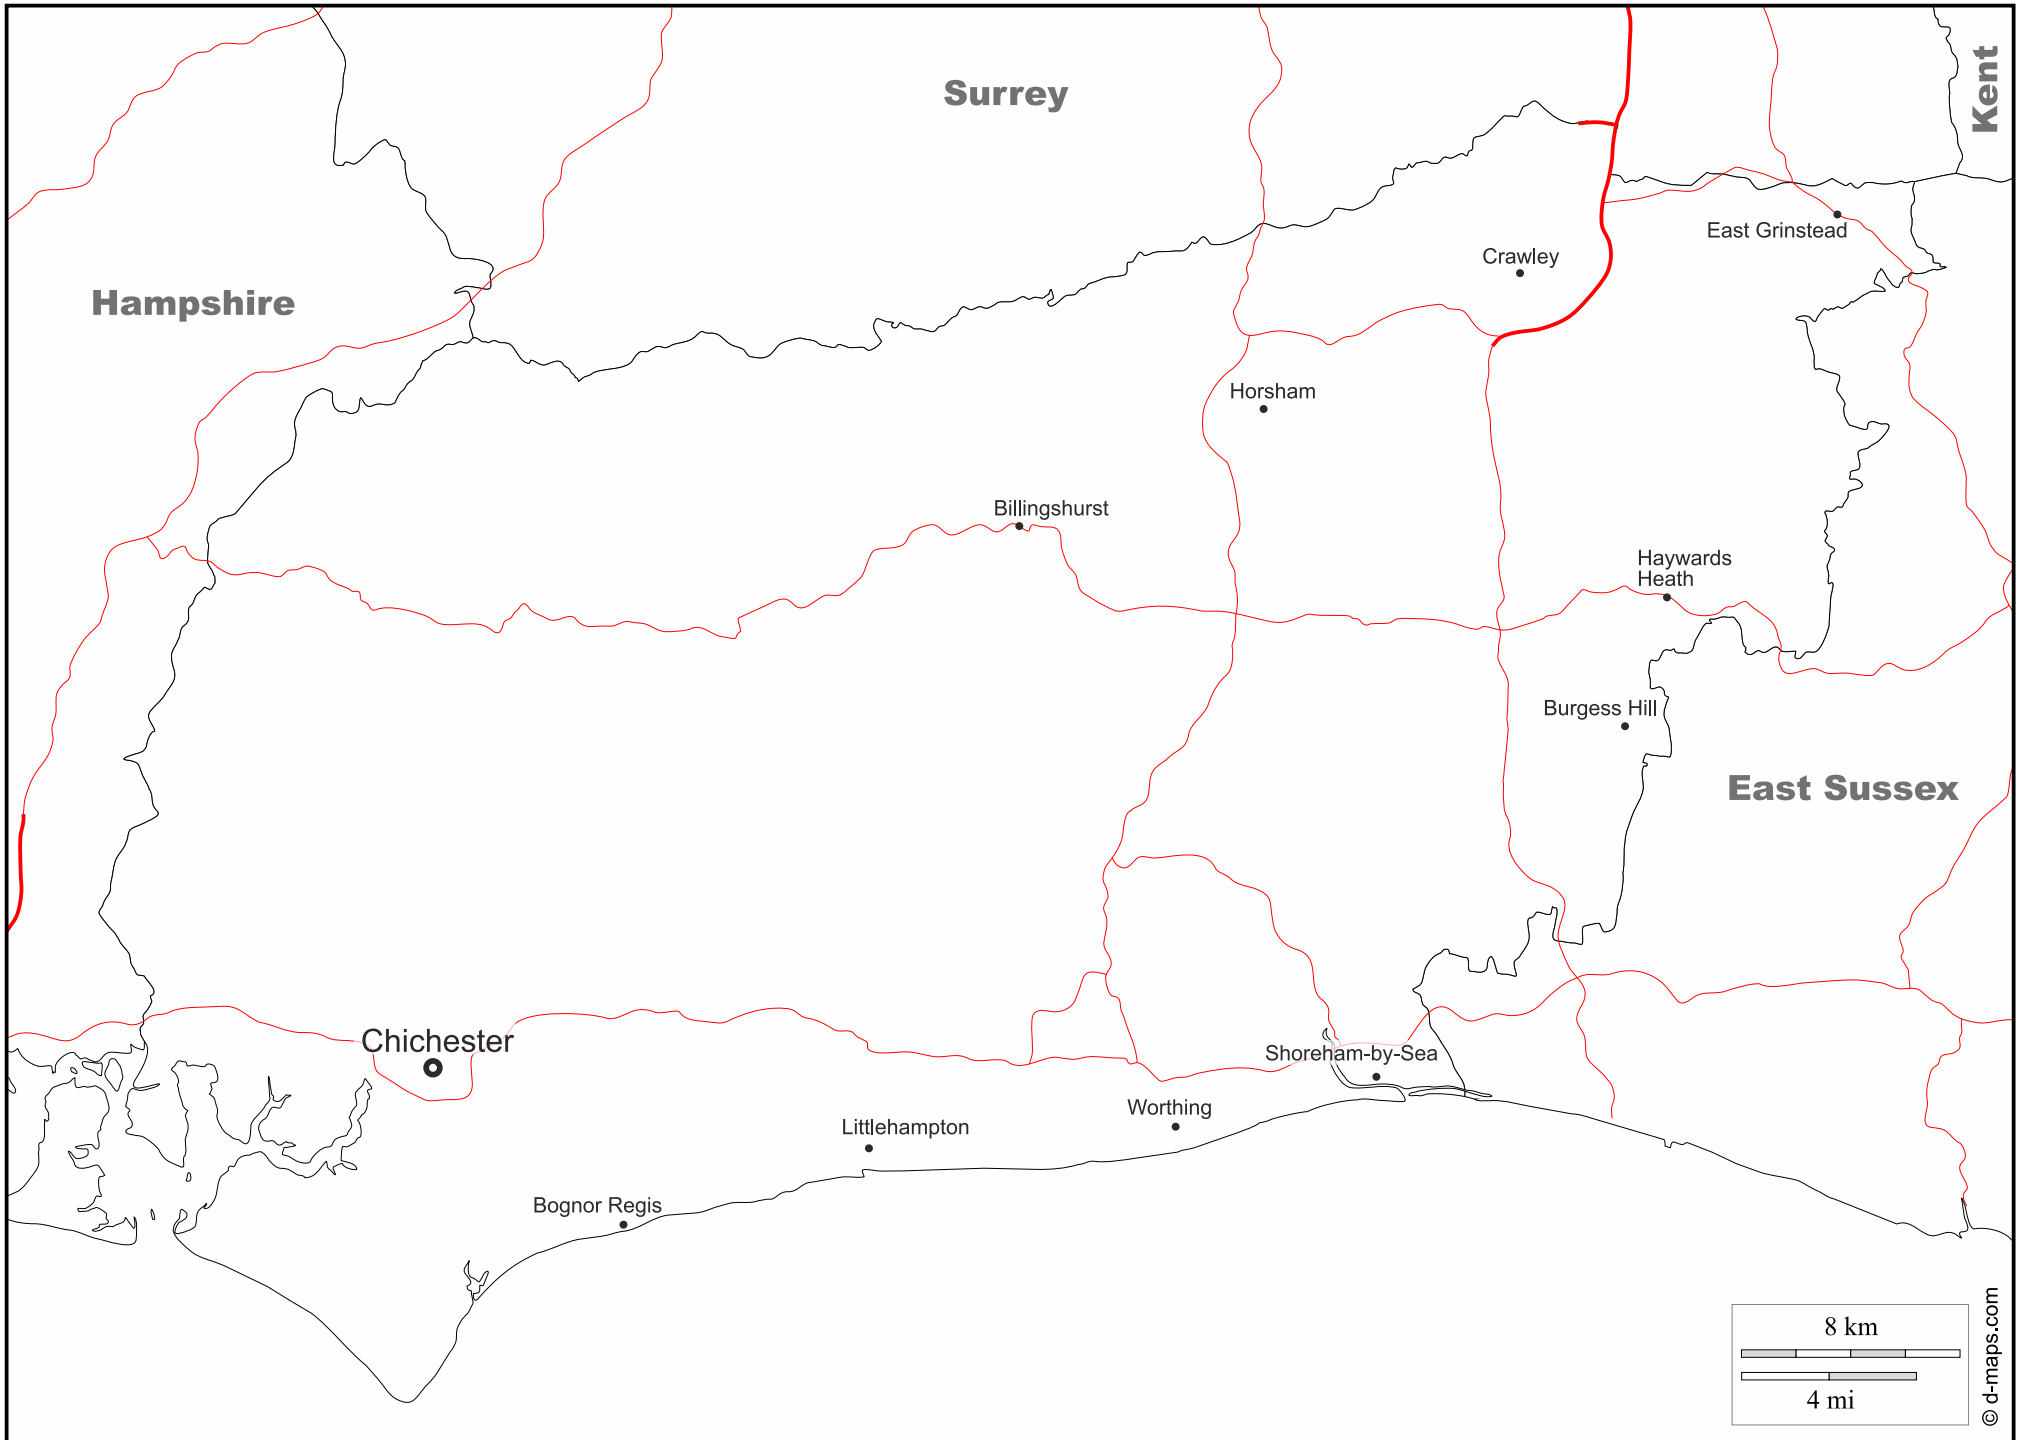 Surrey
Kent
East Grinstead
Crawley
Hampshire
Horsham
Billingshurst
Haywards
Heath
Burgess Hill
East Sussex
Chichester
Shoreham-by-Sea
Worthing
Littlehampton
Bognor Regis
8 km
4 mi
© d-maps.com